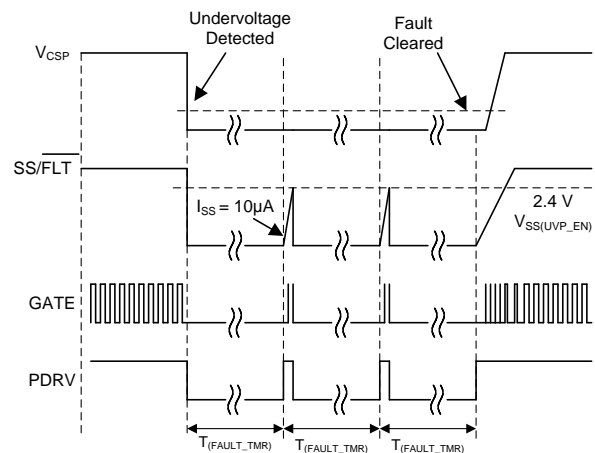 Undervoltage
Detected
Fault
Cleared
VCSP
SS/FLT
ISS = 10µA
2.4 V
VSS(UVP_EN)
GATE
PDRV
T(FAULT_TMR)
T(FAULT_TMR)
T(FAULT_TMR)